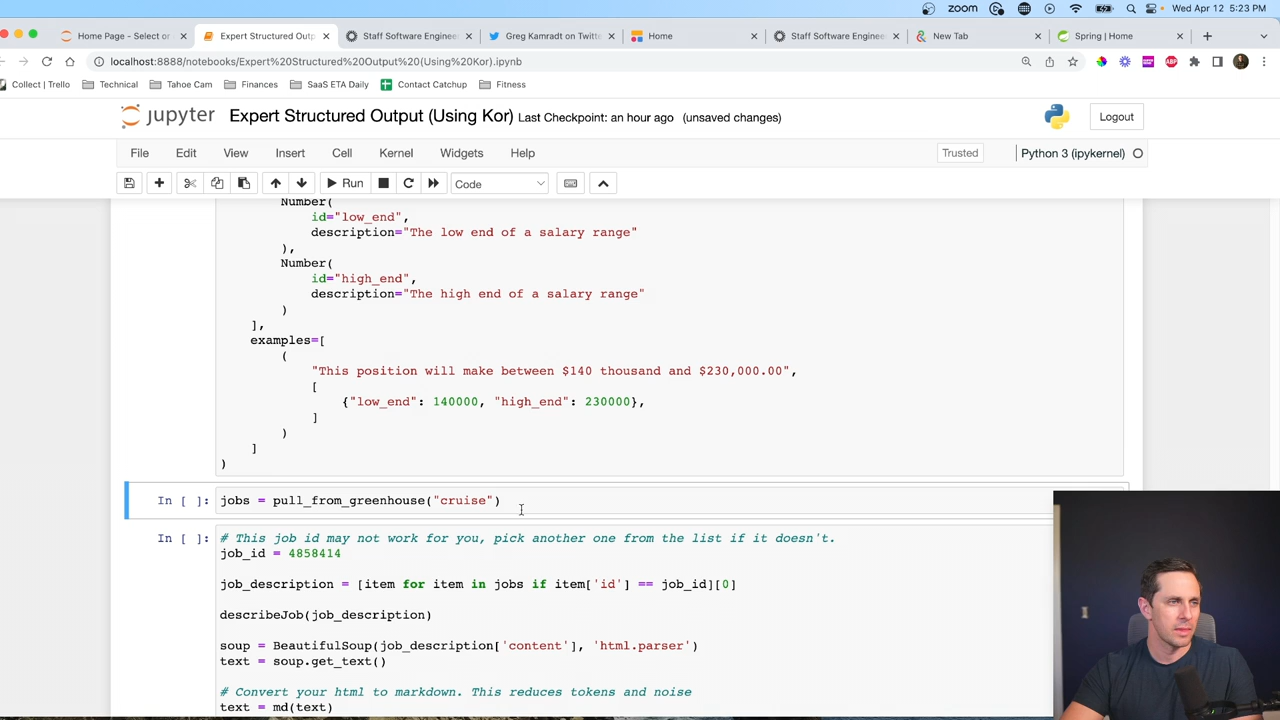 zoom Wed Apr 12 5:23 PM
Home Page - Select or
Expert Structured Outp
Staff Software Enginee
Greg Kamradt on Twitte
Home
Staff Software Enginee
New Tab
Spring | Home
localhost:8888/notebooks/Expert%20Structured%20Output%20(Using%20Kor).ipynb
Collect | Trello
Technical
Tahoe Cam
Finances
SaaS ETA Daily
Contact Catchup
Fitness
jupyter Expert Structured Output (Using Kor) Last Checkpoint: an hour ago (unsaved changes)
Logout
File Edit View Insert Cell Kernel Widgets Help
Trusted
Python 3 (ipykernel)
Run
Code
Number(
id="low_end",
description="The low end of a salary range"
),
Number(
id="high_end",
description="The high end of a salary range"
)
],
examples=[
(
"This position will make between $140 thousand and $230,000.00",
[
{"low_end": 140000, "high_end": 230000},
]
)
]
)
In [ ]: jobs = pull_from_greenhouse("cruise")
In [ ]: # This job id may not work for you, pick another one from the list if it doesn't.
job_id = 4858414
job_description = [item for item in jobs if item['id'] == job_id][0]
describeJob(job_description)
soup = BeautifulSoup(job_description['content'], 'html.parser')
text = soup.get_text()
# Convert your html to markdown. This reduces tokens and noise
text = md(text)